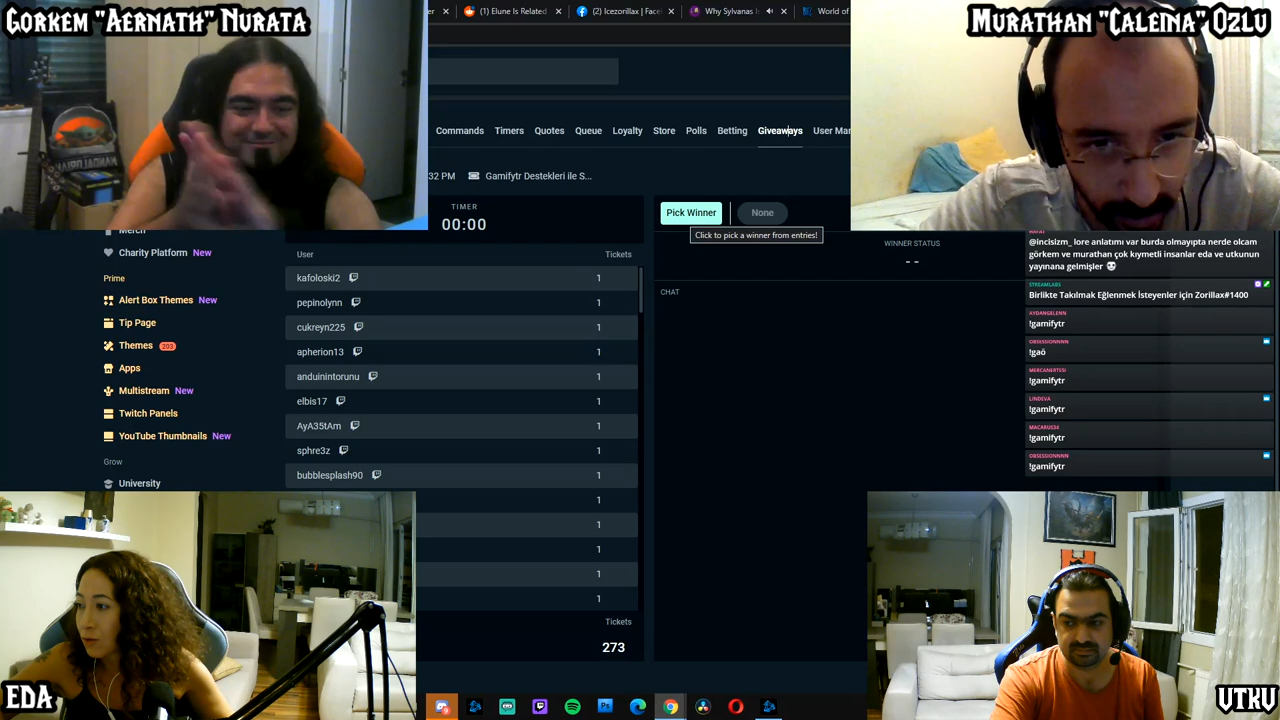 GORKEM "AERNATH" NURATA
MURATHAN "CALEINA" OZLU
(1) Elune Is Related
(2) Icezorillax | Fac
Why Sylvanas
World of
Commands Timers Quotes Queue Loyalty Store Polls Betting Giveaways User Man
32 PM Gamifytr Destekleri ile S...
TIMER
00:00
Pick Winner None
Click to pick a winner from entries!
WINNER STATUS
--
CHAT
Merch
Charity Platform New
Prime
Alert Box Themes New
Tip Page
Themes 203
Apps
Multistream New
Twitch Panels
YouTube Thumbnails New
Grow
University
User Tickets
kafoloski2 1
pepinolynn 1
cukreyn225 1
apherion13 1
anduinintorunu 1
elbis17 1
AyA35tAm 1
sphre3z 1
bubblesplash90 1
1
1
1
1
1
Tickets
273
@incisizm_ lore anlatımı var burda olmayıpta nerde olcam
görkem ve murathan çok kıymetli insanlar eda ve utkunun
yayınına gelmişler
STREAMLABS
Birlikte Takılmak Eğlenmek İsteyenler için Zorillax#1400
AYDANGELENN
!gamifytr
OBSESSIONNNN
!gaö
MERCANERTESI
!gamifytr
LINDEVA
!gamifytr
MACARUS34
!gamifytr
OBSESSIONNNN
!gamifytr
MANDALORIAN
EDA
UTKU